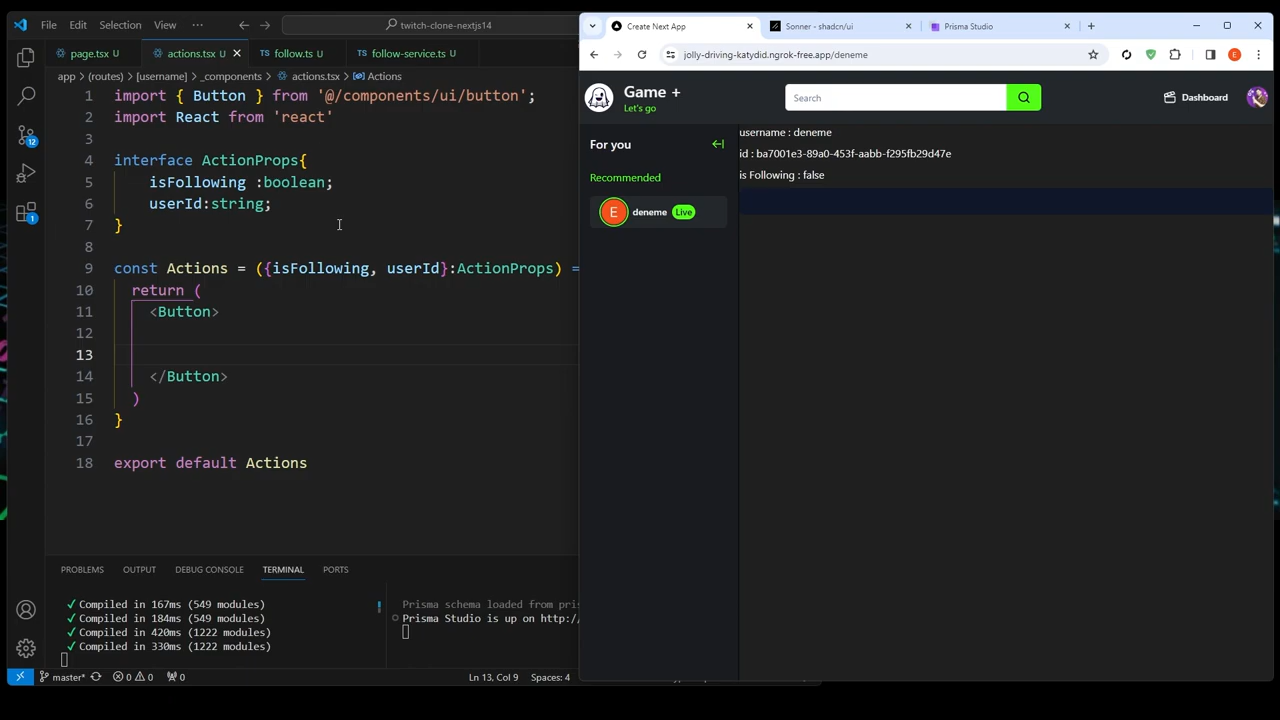 File Edit Selection View ··· twitch-clone-nextjs14
page.tsx U actions.tsx U TS follow.ts U TS follow-service.ts U
app > (routes) > [username] > _components > actions.tsx > Actions
1 import { Button } from '@/components/ui/button';
2 import React from 'react'
3
4 interface ActionProps{
5 isFollowing :boolean;
6 userId:string;
7 }
8
9 const Actions = ({isFollowing, userId}:ActionProps) =
10 return (
11 <Button>
12
13
14 </Button>
15 )
16 }
17
18 export default Actions
12
1
PROBLEMS OUTPUT DEBUG CONSOLE TERMINAL PORTS
✓ Compiled in 167ms (549 modules)
✓ Compiled in 184ms (549 modules)
✓ Compiled in 420ms (1222 modules)
✓ Compiled in 330ms (1222 modules)
Prisma schema loaded from pris
Prisma Studio is up on http:/
master* 0 0 0 Ln 13, Col 9 Spaces: 4
Create Next App Sonner - shadcn/ui Prisma Studio
jolly-driving-katydid.ngrok-free.app/deneme E
Game +
Let's go
Search
Dashboard
For you
Recommended
E deneme Live
username : deneme
id : ba7001e3-89a0-453f-aabb-f295fb29d47e
is Following : false